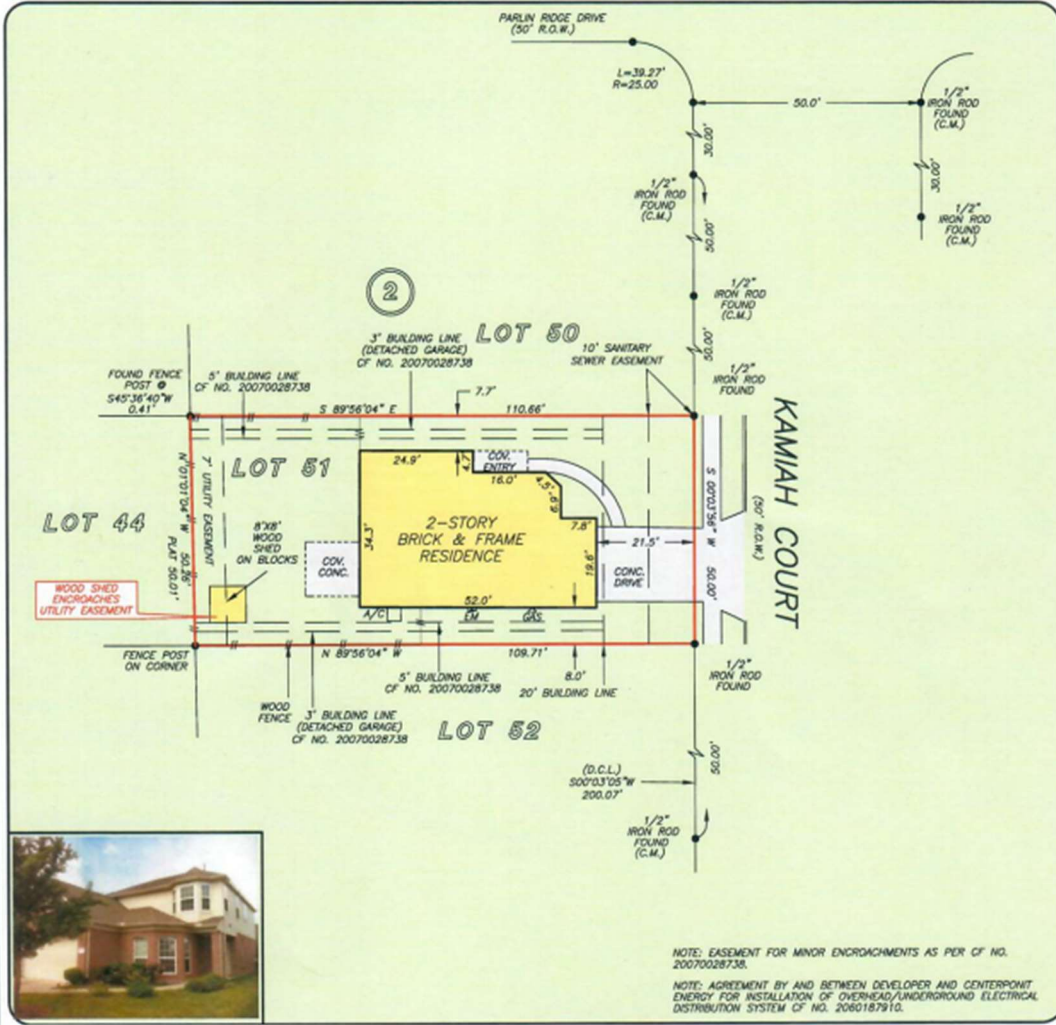 PARLIN RIDGE DRIVE
(50' R.O.W.)
L=39.27'
R=25.00
50.0'
1/2"
IRON ROD
FOUND
(C.M.)
30.00'
30.00'
1/2"
IRON ROD
FOUND
(C.M.)
1/2"
IRON ROD
FOUND
(C.M.)
50.00'
2
1/2"
IRON ROD
FOUND
(C.M.)
3' BUILDING LINE
(DETACHED GARAGE)
CF NO. 20070028738
LOT 50
10' SANITARY
SEWER EASEMENT
50.00'
1/2"
IRON ROD
FOUND
FOUND FENCE
POST
S45°36'40"W
0.41'
5' BUILDING LINE
CF NO. 20070028738
7.7'
S 89°56'04" E
110.66'
KAMIAH COURT
(50' R.O.W.)
LOT 51
24.9'
4.7'
COV.
ENTRY
16.0'
4.5'
6.9'
7.8'
N 01°01'04" W 50.26'
PLAT 50.01'
7' UTILITY EASEMENT
S 00°03'56" W 50.00'
LOT 44
8'X8'
WOOD
SHED
ON BLOCKS
34.3'
2-STORY
BRICK & FRAME
RESIDENCE
21.5'
19.6'
COV.
CONC.
CONC.
DRIVE
WOOD SHED
ENCROACHES
UTILITY EASEMENT
52.0'
A/C
EM
GAS
FENCE POST
ON CORNER
N 89°56'04" W
109.71'
8.0'
1/2"
IRON ROD
FOUND
5' BUILDING LINE
CF NO. 20070028738
20' BUILDING LINE
WOOD
FENCE
3' BUILDING LINE
(DETACHED GARAGE)
CF NO. 20070028738
LOT 52
50.00'
(D.C.L.)
S00°03'05"W
200.07'
1/2"
IRON ROD
FOUND
(C.M.)
NOTE: EASEMENT FOR MINOR ENCROACHMENTS AS PER CF NO.
20070028738.
NOTE: AGREEMENT BY AND BETWEEN DEVELOPER AND CENTERPONIT
ENERGY FOR INSTALLATION OF OVERHEAD/UNDERGROUND ELECTRICAL
DISTRIBUTION SYSTEM CF NO. 2060187910.